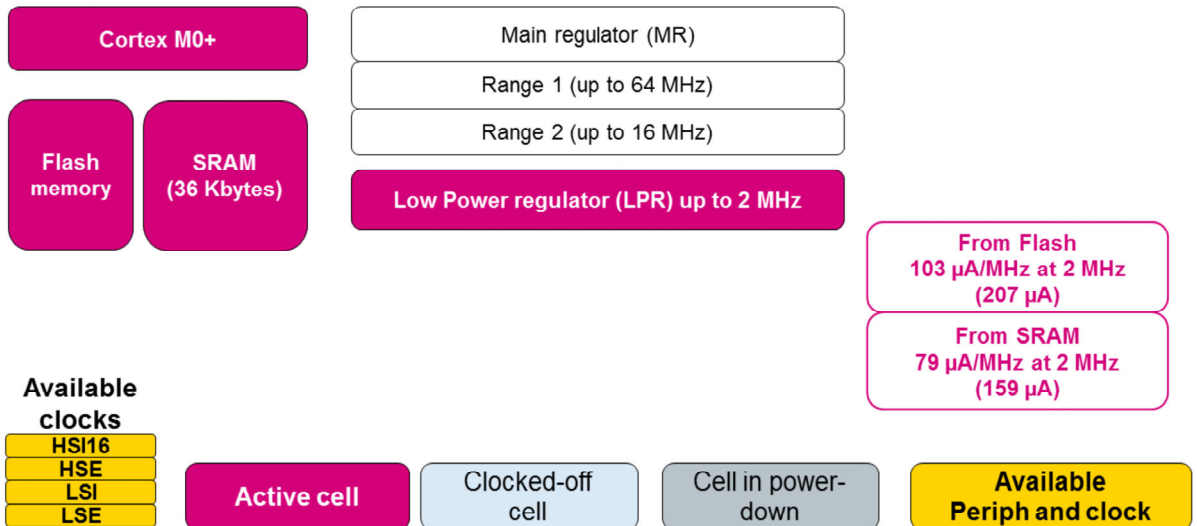 Cortex M0+
Flash
memory
SRAM
(36 Kbytes)
Main regulator (MR)
Range 1 (up to 64 MHz)
Range 2 (up to 16 MHz)
Low Power regulator (LPR) up to 2 MHz
From Flash
103 µA/MHz at 2 MHz
(207 µA)
From SRAM
79 µA/MHz at 2 MHz
(159 µA)
Available
clocks
HSI16
HSE
LSI
LSE
Active cell
Clocked-off
cell
Cell in power-
down
Available
Periph and clock